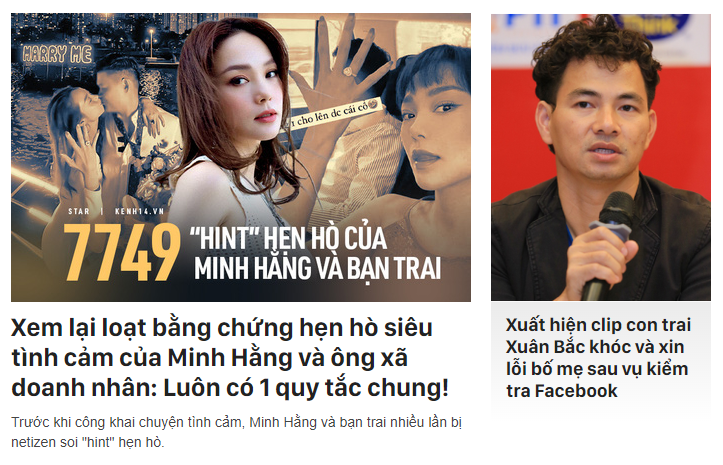 MARRY ME
cho lên dc cái cổ
STAR | KENH14.VN
7749 "HINT" HẸN HÒ CỦA
MINH HẰNG VÀ BẠN TRAI
Xem lại loạt bằng chứng hẹn hò siêu
tình cảm của Minh Hằng và ông xã
doanh nhân: Luôn có 1 quy tắc chung!
Trước khi công khai chuyện tình cảm, Minh Hằng và bạn trai nhiều lần bị
netizen soi "hint" hẹn hò.
Think
Xuất hiện clip con trai
Xuân Bắc khóc và xin
lỗi bố mẹ sau vụ kiểm
tra Facebook